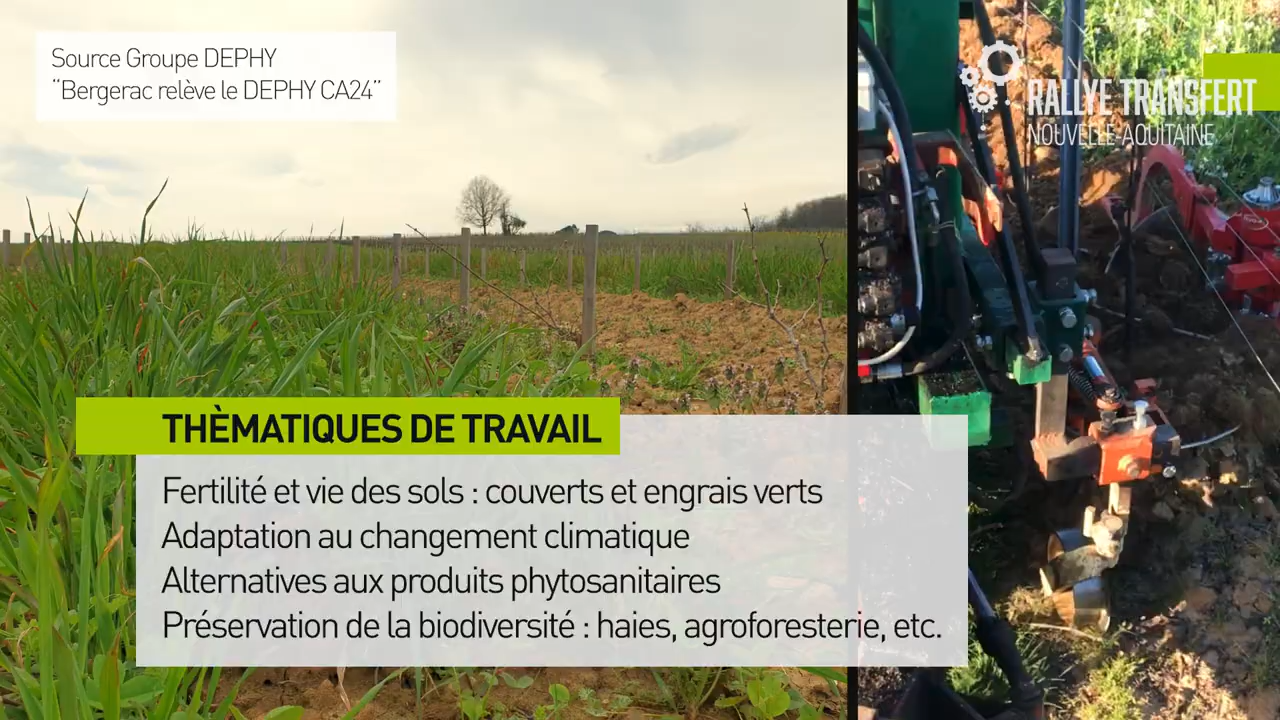 Source Groupe DEPHY
“Bergerac relève le DEPHY CA24”
RALLYE TRANSFERT
NOUVELLE-AQUITAINE
THÈMATIQUES DE TRAVAIL
Fertilité et vie des sols : couverts et engrais verts
Adaptation au changement climatique
Alternatives aux produits phytosanitaires
Préservation de la biodiversité : haies, agroforesterie, etc.